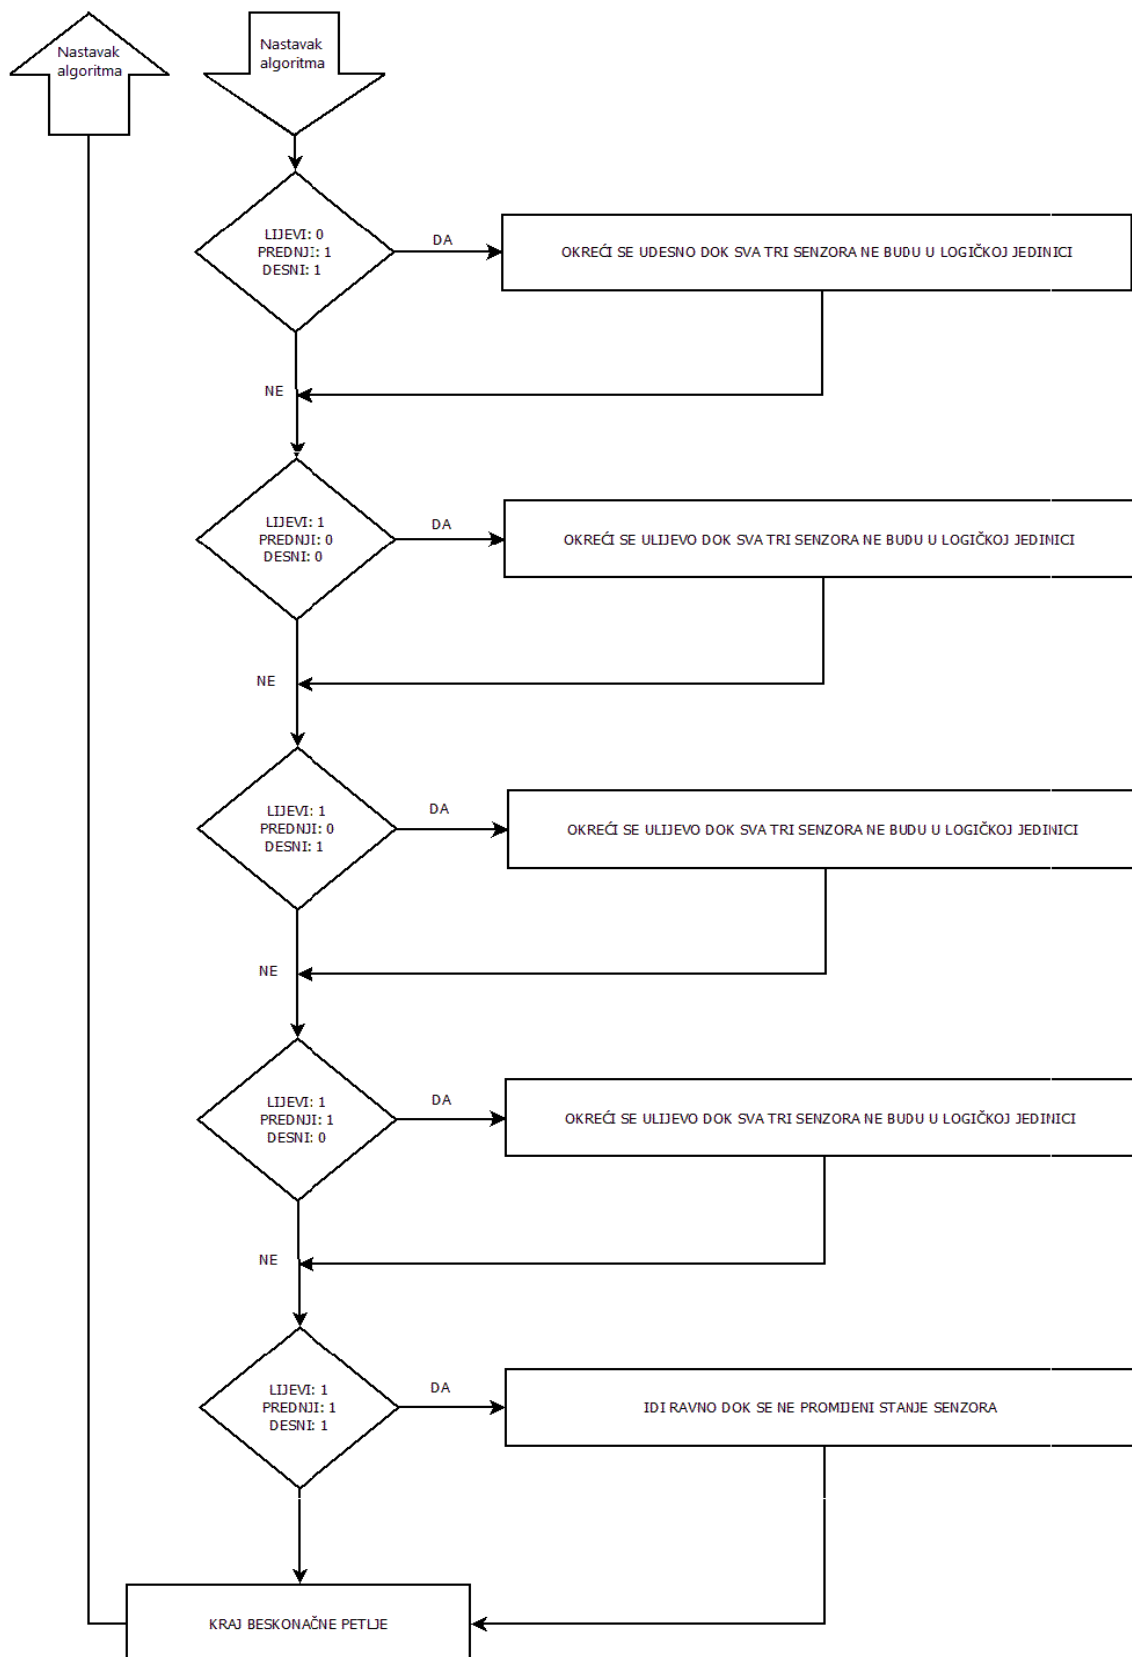 Nastavak
algoritma
Nastavak
algoritma
LIJEVI: 0
PREDNJI: 1
DESNI: 1
DA
OKREĆI SE UDESNO DOK SVA TRI SENZORA NE BUDU U LOGIČKOJ JEDINICI
NE
LIJEVI: 1
PREDNJI: 0
DESNI: 0
DA
OKREĆI SE ULIJEVO DOK SVA TRI SENZORA NE BUDU U LOGIČKOJ JEDINICI
NE
LIJEVI: 1
PREDNJI: 0
DESNI: 1
DA
OKREĆI SE ULIJEVO DOK SVA TRI SENZORA NE BUDU U LOGIČKOJ JEDINICI
NE
LIJEVI: 1
PREDNJI: 1
DESNI: 0
DA
OKREĆI SE ULIJEVO DOK SVA TRI SENZORA NE BUDU U LOGIČKOJ JEDINICI
NE
LIJEVI: 1
PREDNJI: 1
DESNI: 1
DA
IDI RAVNO DOK SE NE PROMIJENI STANJE SENZORA
KRAJ BESKONAČNE PETLJE